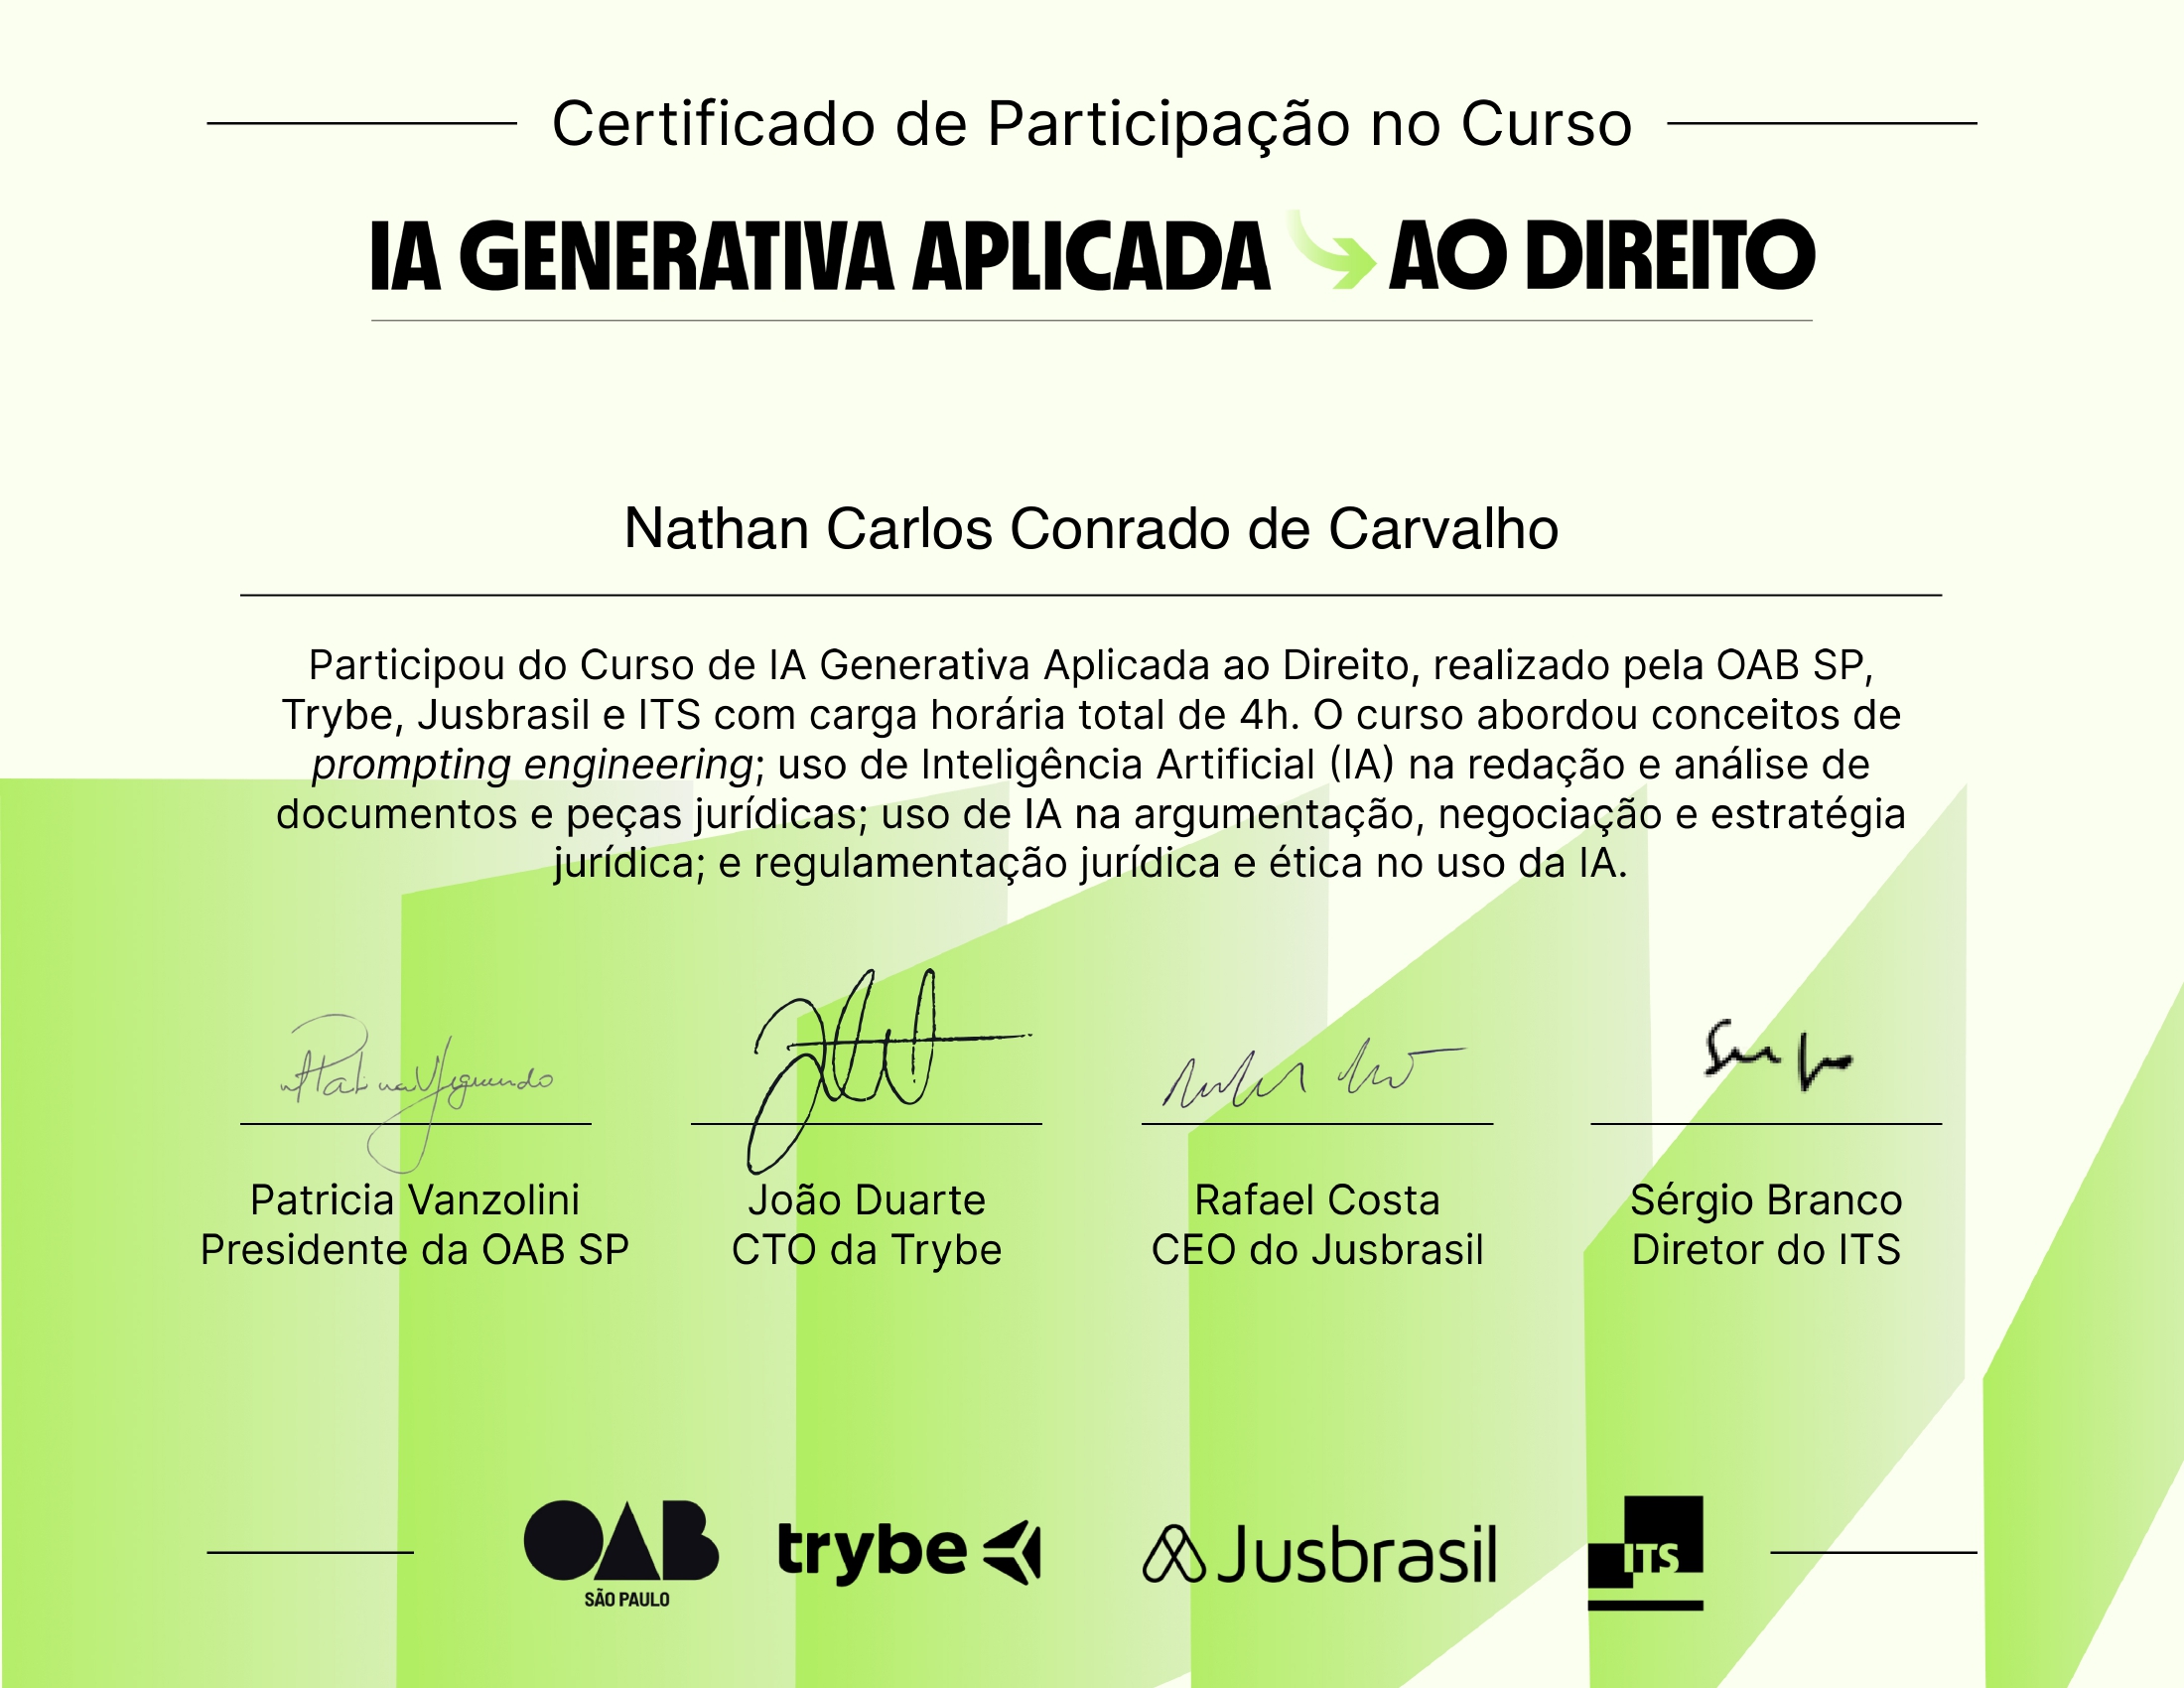 Certificado de Participação no Curso
IA GENERATIVA APLICADA AO DIREITO
Nathan Carlos Conrado de Carvalho
Participou do Curso de IA Generativa Aplicada ao Direito, realizado pela OAB SP,
Trybe, Jusbrasil e ITS com carga horária total de 4h. O curso abordou conceitos de
prompting engineering; uso de Inteligência Artificial (IA) na redação e análise de
documentos e peças jurídicas; uso de IA na argumentação, negociação e estratégia
jurídica; e regulamentação jurídica e ética no uso da IA.
Patricia Vanzolini
Presidente da OAB SP
João Duarte
CTO da Trybe
Rafael Costa
CEO do Jusbrasil
Sérgio Branco
Diretor do ITS
OAB
SÃO PAULO
trybe
Jusbrasil
ITS